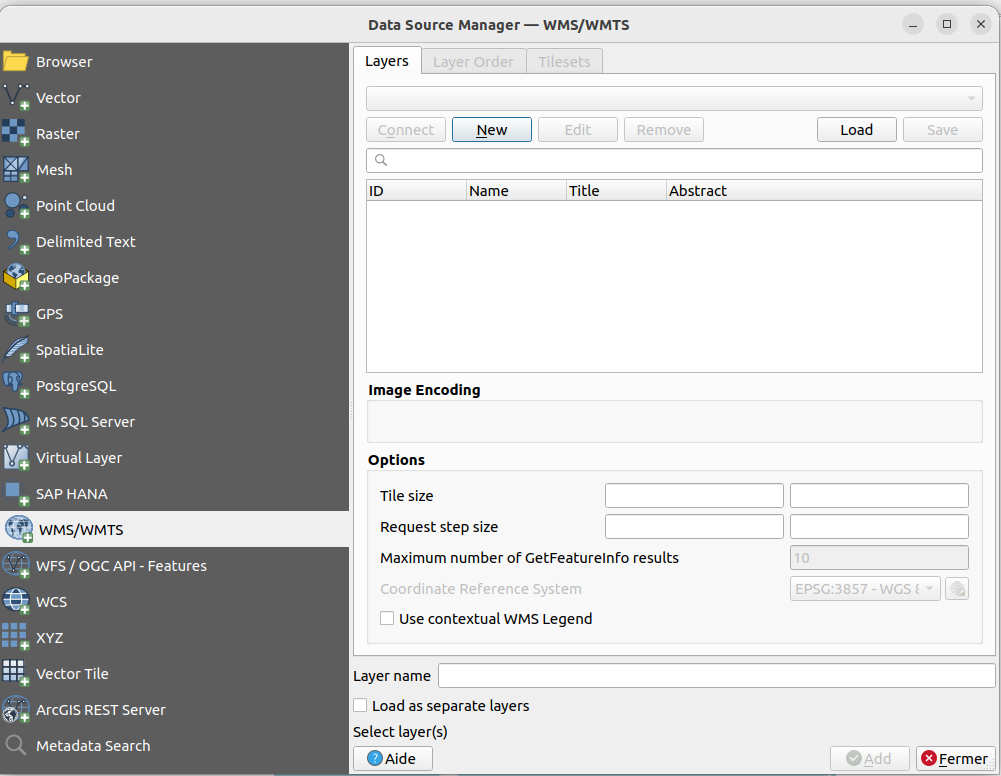 Data Source Manager — WMS/WMTS
Browser
Vector
Raster
Mesh
Point Cloud
Delimited Text
GeoPackage
GPS
SpatiaLite
PostgreSQL
MS SQL Server
Virtual Layer
SAP HANA
WMS/WMTS
WFS / OGC API - Features
WCS
XYZ
Vector Tile
ArcGIS REST Server
Metadata Search
Layers Layer Order Tilesets
Connect New Edit Remove Load Save
ID Name Title Abstract
Image Encoding
Options
Tile size
Request step size
Maximum number of GetFeatureInfo results 10
Coordinate Reference System EPSG:3857 - WGS 8
Use contextual WMS Legend
Layer name
Load as separate layers
Select layer(s)
Aide Add Fermer